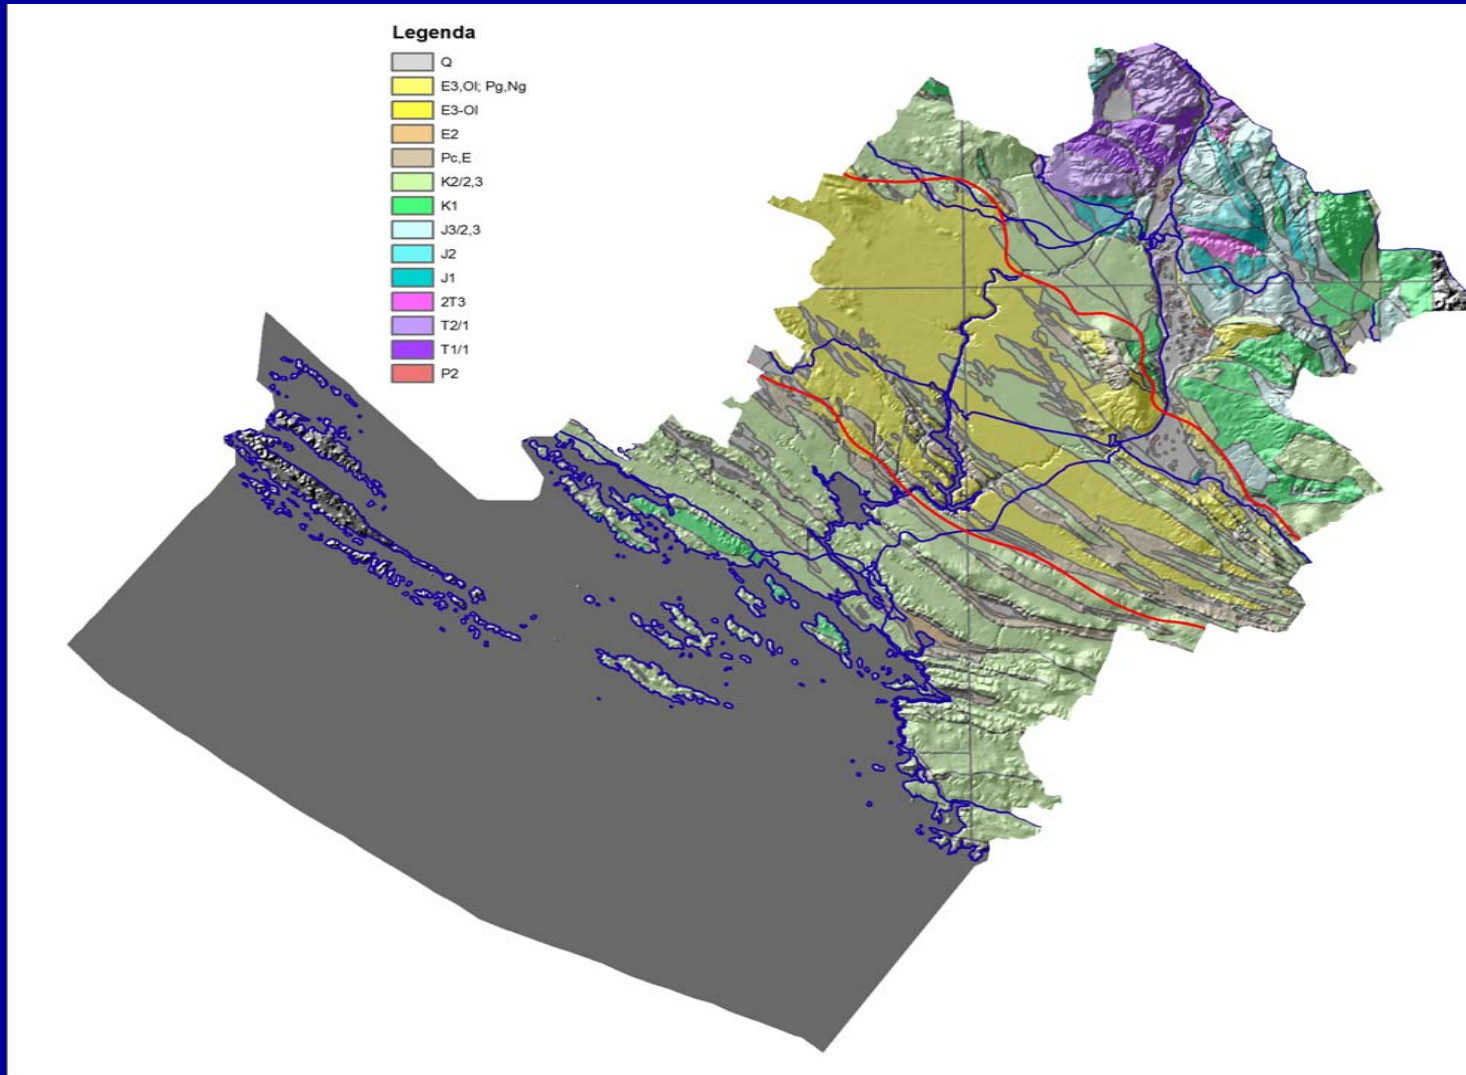 Legenda
Q
E3,Ol; Pg,Ng
E3-Ol
E2
Pc,E
K2/2,3
K1
J3/2,3
J2
J1
2T3
T2/1
T1/1
P2